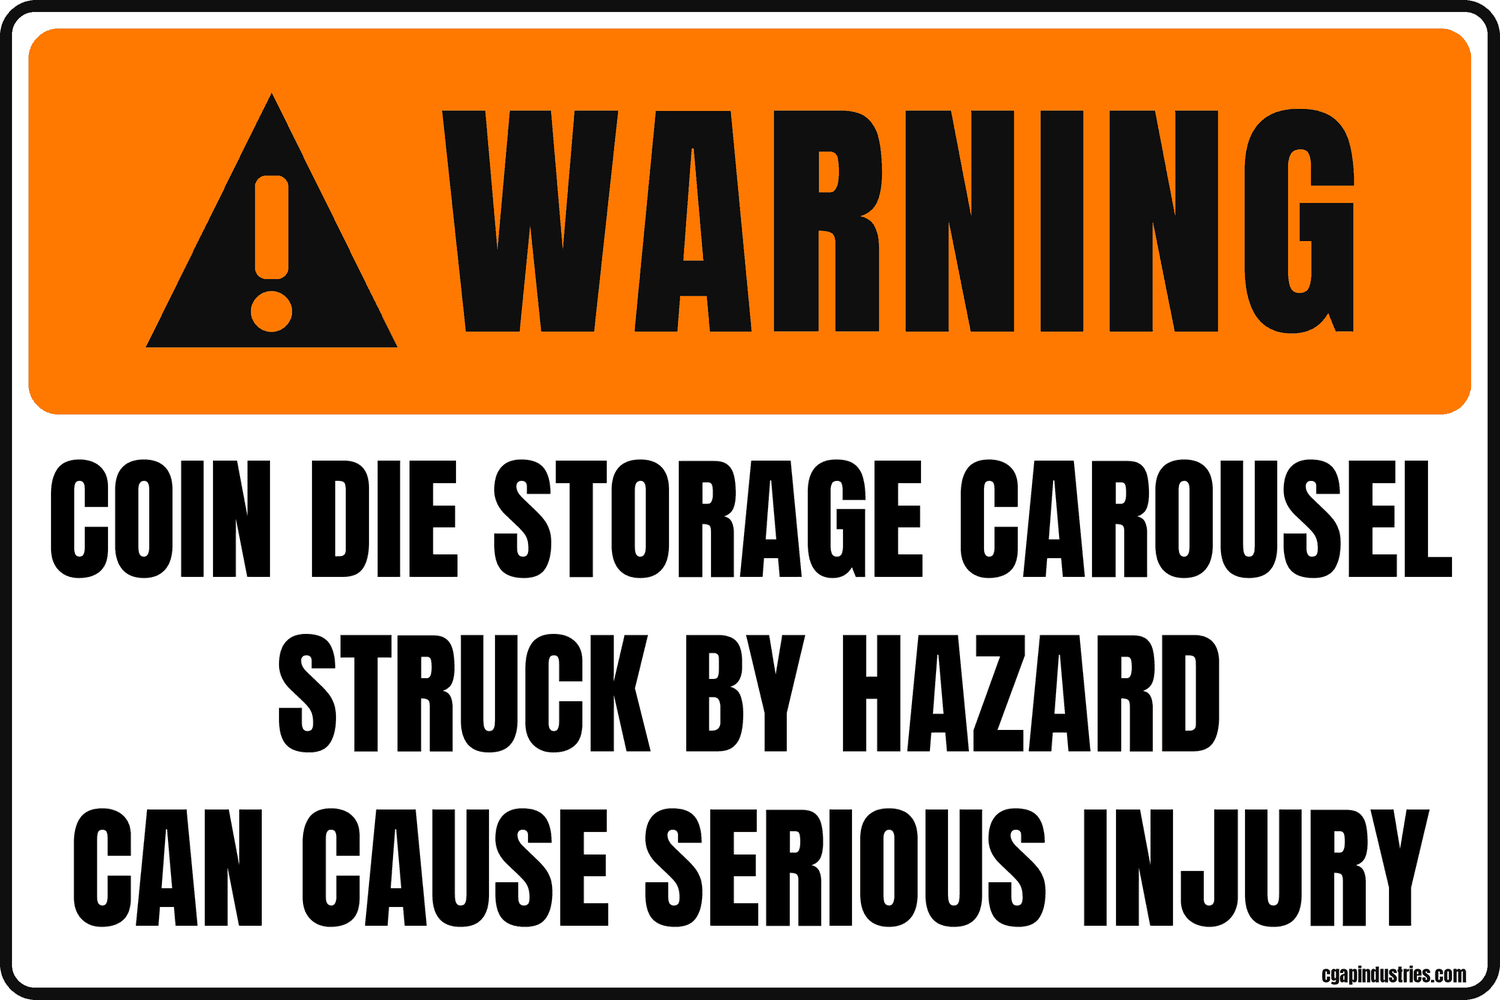 WARNING
COIN DIE STORAGE CAROUSEL
STRUCK BY HAZARD
CAN CAUSE SERIOUS INJURY
cgapindustries.com